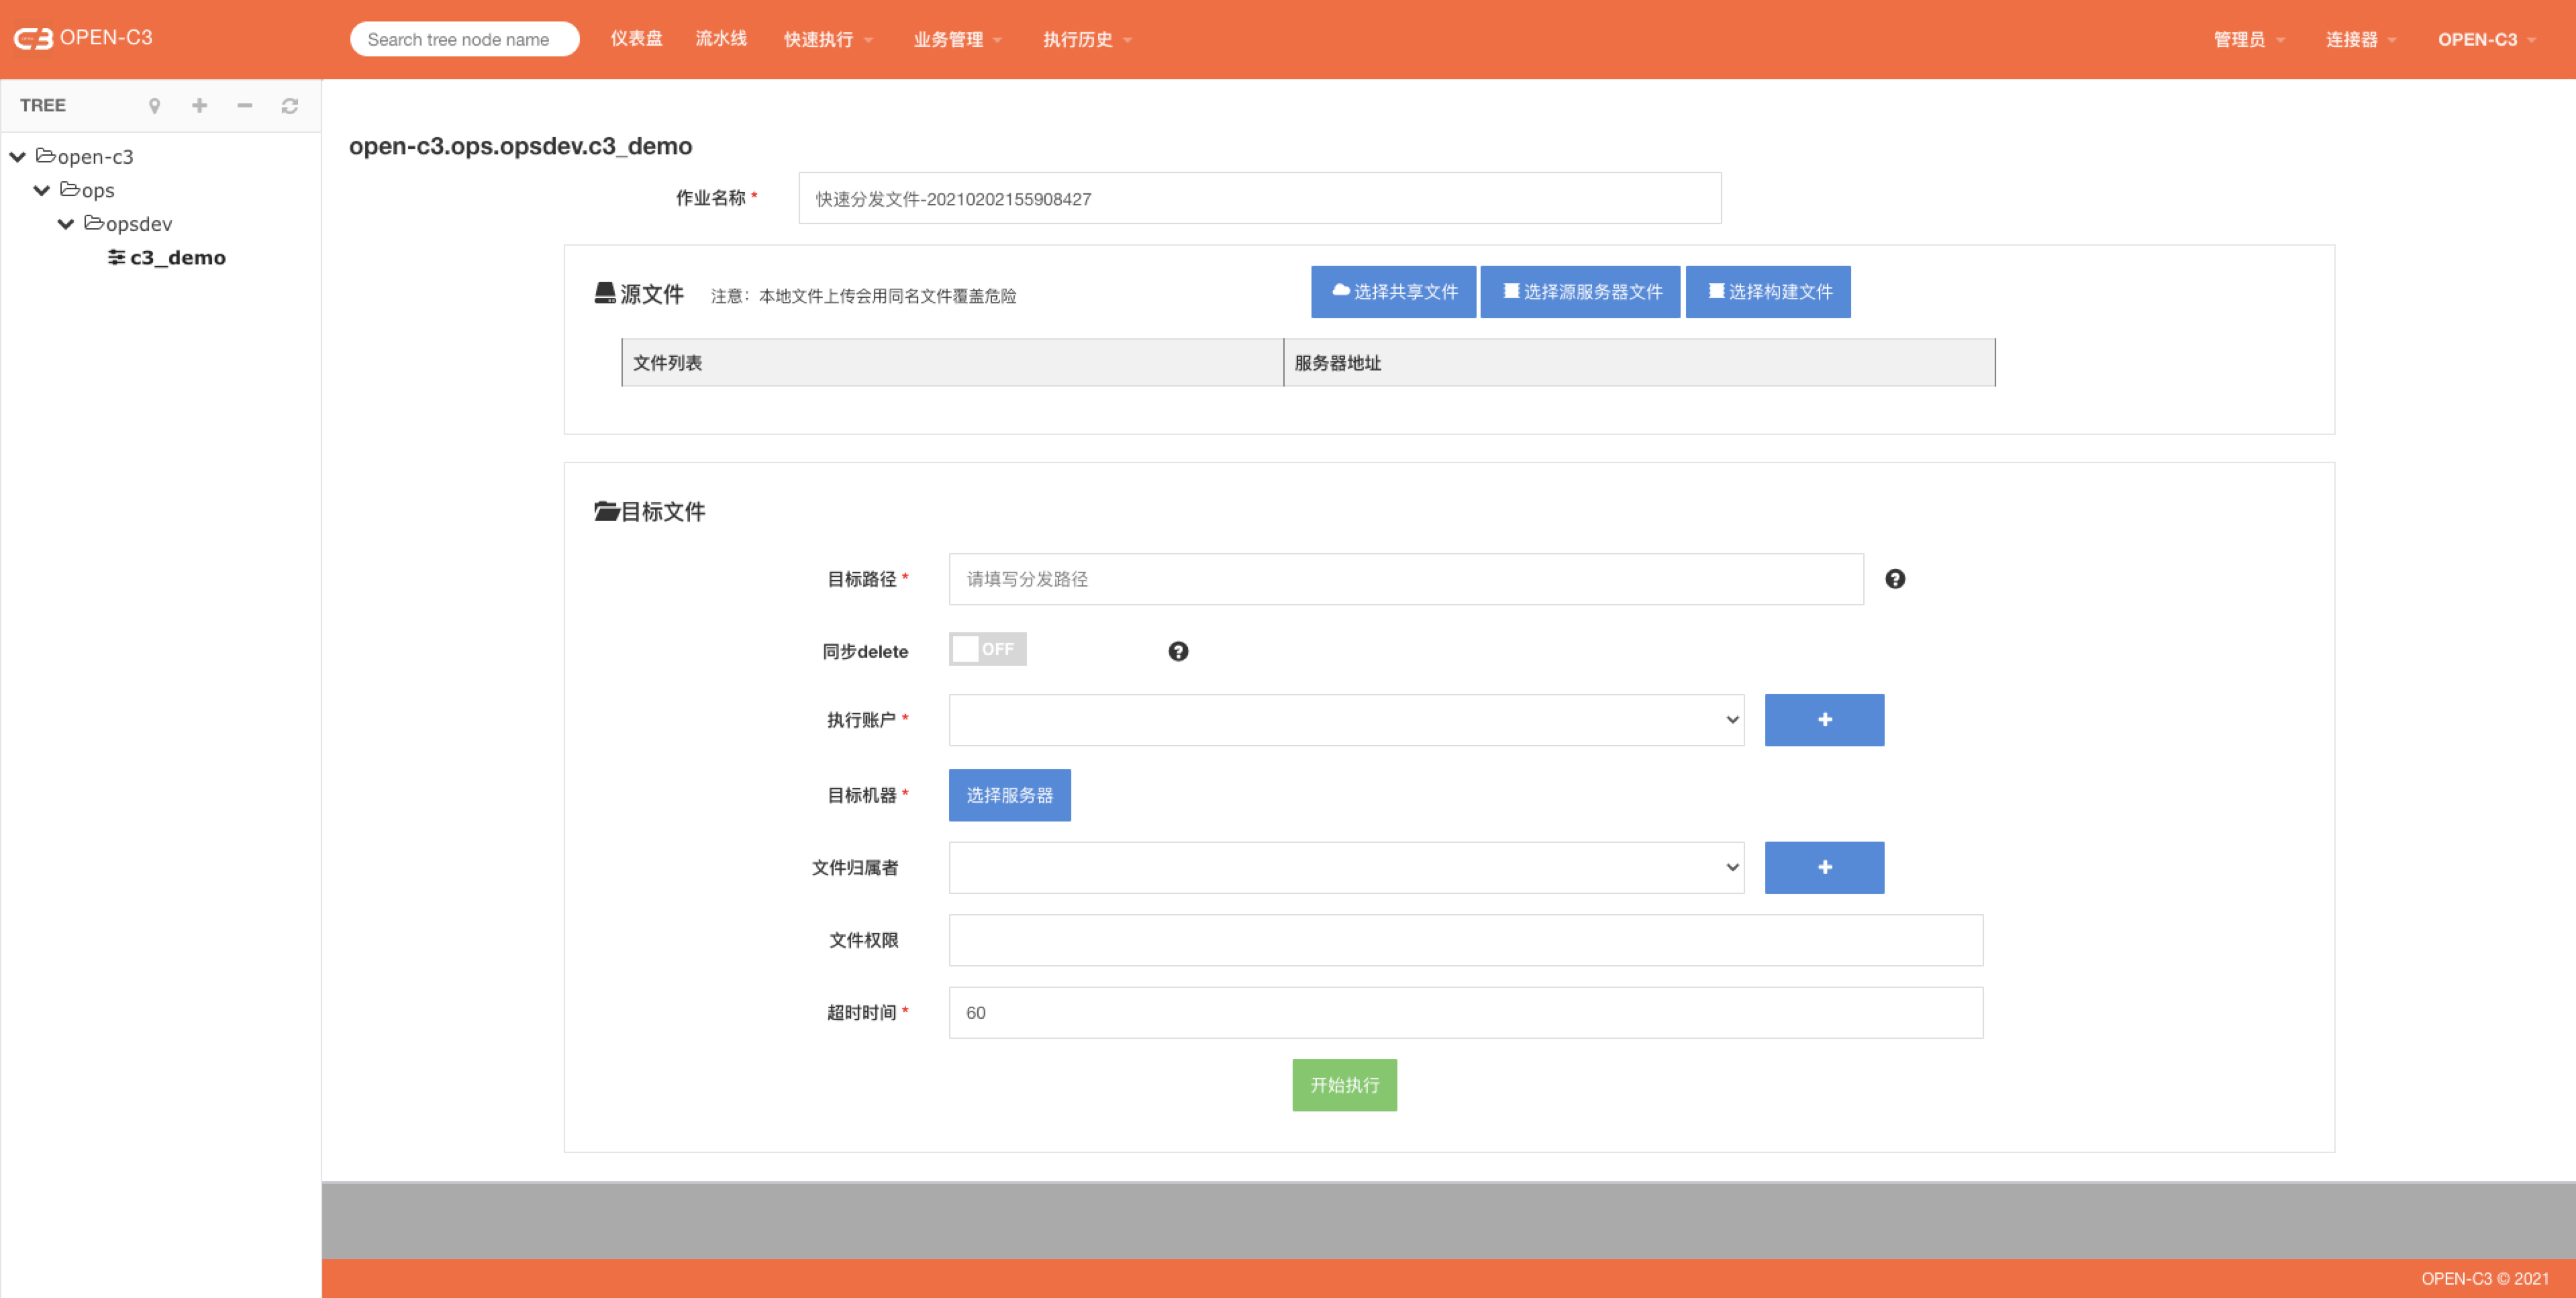 OPEN-C3
Search tree node name 仪表盘 流水线 快速执行 业务管理 执行历史 管理员 连接器 OPEN-C3
TREE
open-c3
ops
opsdev
c3_demo
open-c3.ops.opsdev.c3_demo
作业名称 * 快速分发文件-20210202155908427
源文件 注意：本地文件上传会用同名文件覆盖危险 选择共享文件 选择源服务器文件 选择构建文件
文件列表 服务器地址
目标文件
目标路径 * 请填写分发路径
同步delete OFF
执行账户 *
目标机器 * 选择服务器
文件归属者
文件权限
超时时间 * 60
开始执行
OPEN-C3 © 2021